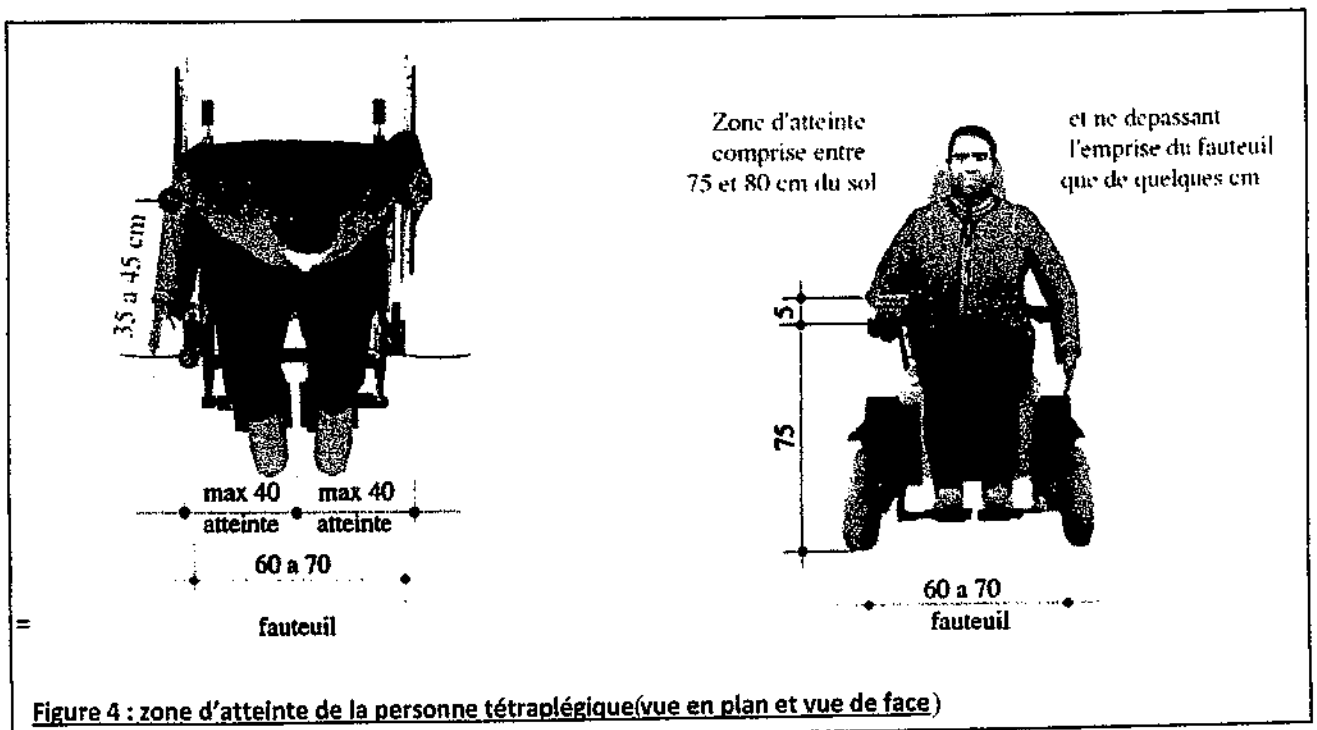 35 a 45 cm
max 40
atteinte
max 40
atteinte
60 a 70
fauteuil
=
Zone d'atteinte
comprise entre
75 et 80 cm du sol
et ne depassant
l'emprise du fauteuil
que de quelques cm
5
75
60 a 70
fauteuil
Figure 4 : zone d'atteinte de la personne tétraplégique(vue en plan et vue de face)